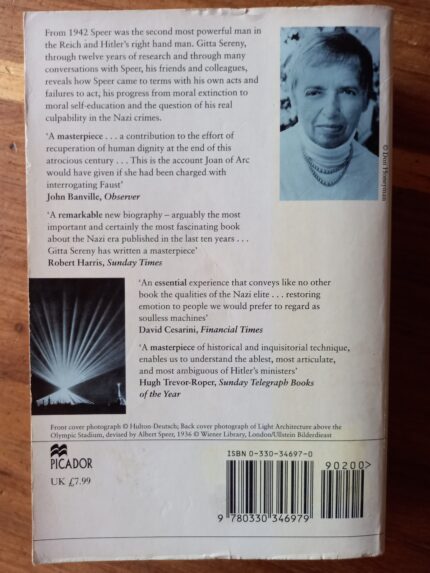 From 1942 Speer was the second most powerful man in
the Reich and Hitler's right hand man. Gitta Sereny,
through twelve years of research and through many
conversations with Speer, his friends and colleagues,
reveals how Speer came to terms with his own acts and
failures to act, his progress from moral extinction to
moral self-education and the question of his real
culpability in the Nazi crimes.
'A masterpiece . . . a contribution to the effort of
recuperation of human dignity at the end of this
atrocious century . . . This is the account Joan of Arc
would have given if she had been charged with
interrogating Faust'
John Banville, Observer
'A remarkable new biography – arguably the most
important and certainly the most fascinating book
about the Nazi era published in the last ten years . . .
Gitta Sereny has written a masterpiece'
Robert Harris, Sunday Times
© Don Honeyman
'An essential experience that conveys like no other
book the qualities of the Nazi elite . . . restoring
emotion to people we would prefer to regard as
soulless machines'
David Cesarini, Financial Times
'A masterpiece of historical and inquisitorial technique,
enables us to understand the ablest, most articulate,
and most ambiguous of Hitler's ministers'
Hugh Trevor-Roper, Sunday Telegraph Books
of the Year
Front cover photograph © Hulton-Deutsch; Back cover photograph of Light Architecture above the
Olympic Stadium, devised by Albert Speer, 1936 © Wiener Library, London/Ullstein Bilderdienst
PICADOR
UK £7.99
ISBN 0-330-34697-0
90200>
9 780330 346979